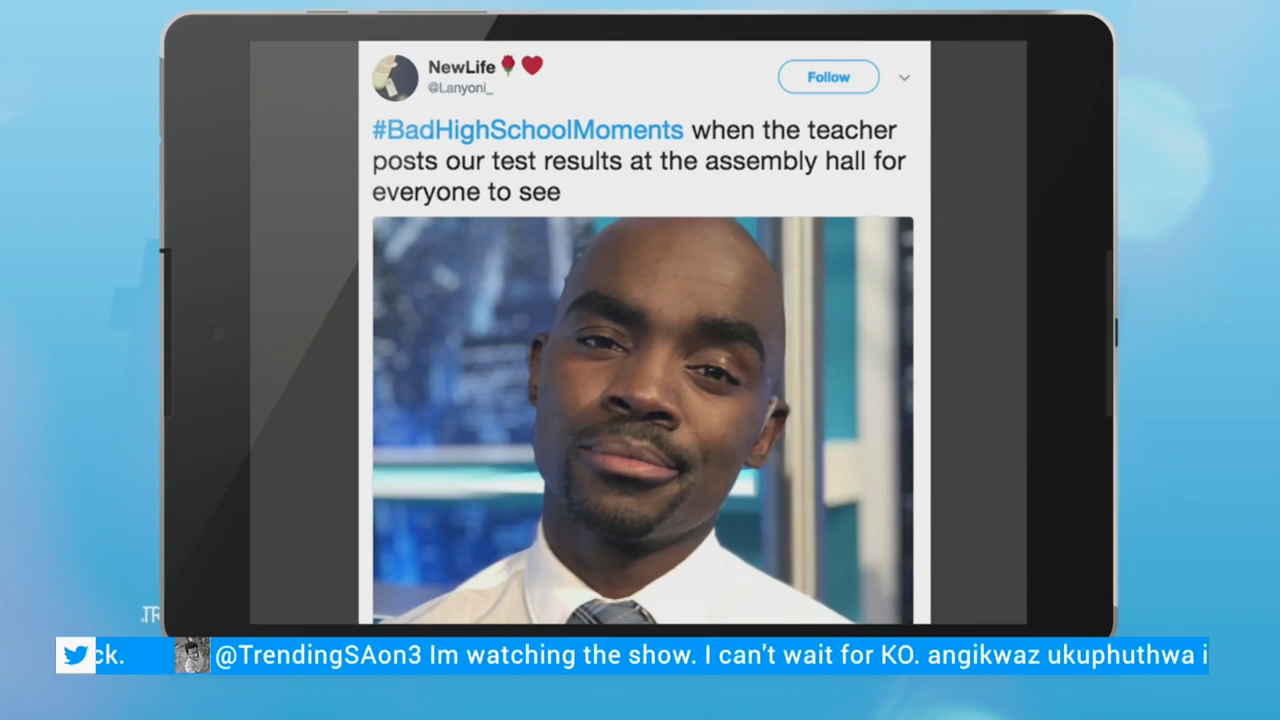 NewLife
@Lanyoni_
Follow
#BadHighSchoolMoments when the teacher
posts our test results at the assembly hall for
everyone to see
.TR
ck.
@TrendingSAon3 Im watching the show. I can't wait for KO. angikwaz ukuphuthwa i